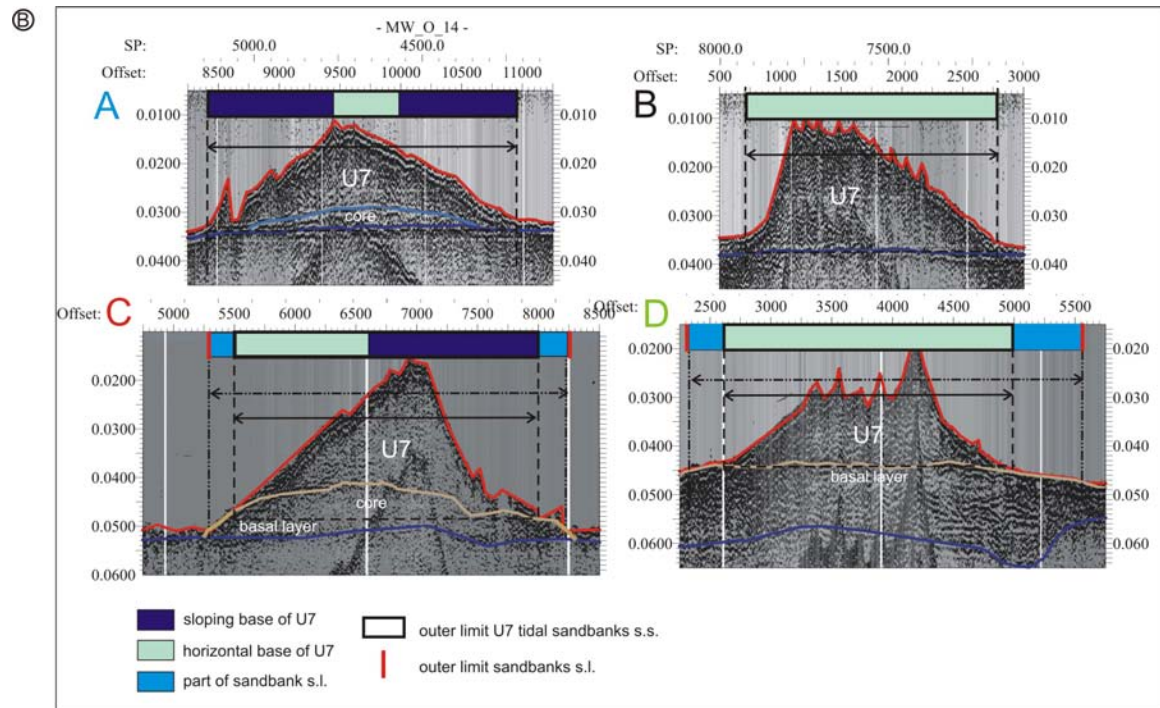 B
- MW_O_14 -
SP: 5000.0 4500.0
Offset: 8500 9000 9500 10000 10500 11000
A
0.0100 0.010
0.0200 0.020
0.0300 0.030
0.0400 0.040
U7
core
8000.0 7500.0
500 1000 1500 2000 2500 3000
B
0.0100 0.010
0.0200 0.020
0.0300 0.030
0.0400 0.040
U7
Offset: 5000 5500 6000 6500 7000 7500 8000 8500
C
0.0200
0.0300
0.0400
0.0500
0.0600
U7
core
basal layer
Offset: 2500 3000 3500 4000 4500 5000 5500
D
0.0200 0.020
0.0300 0.030
0.0400 0.040
0.0500 0.050
0.0600 0.060
U7
basal layer
sloping base of U7
horizontal base of U7
part of sandbank s.l.
outer limit U7 tidal sandbanks s.s.
outer limit sandbanks s.l.